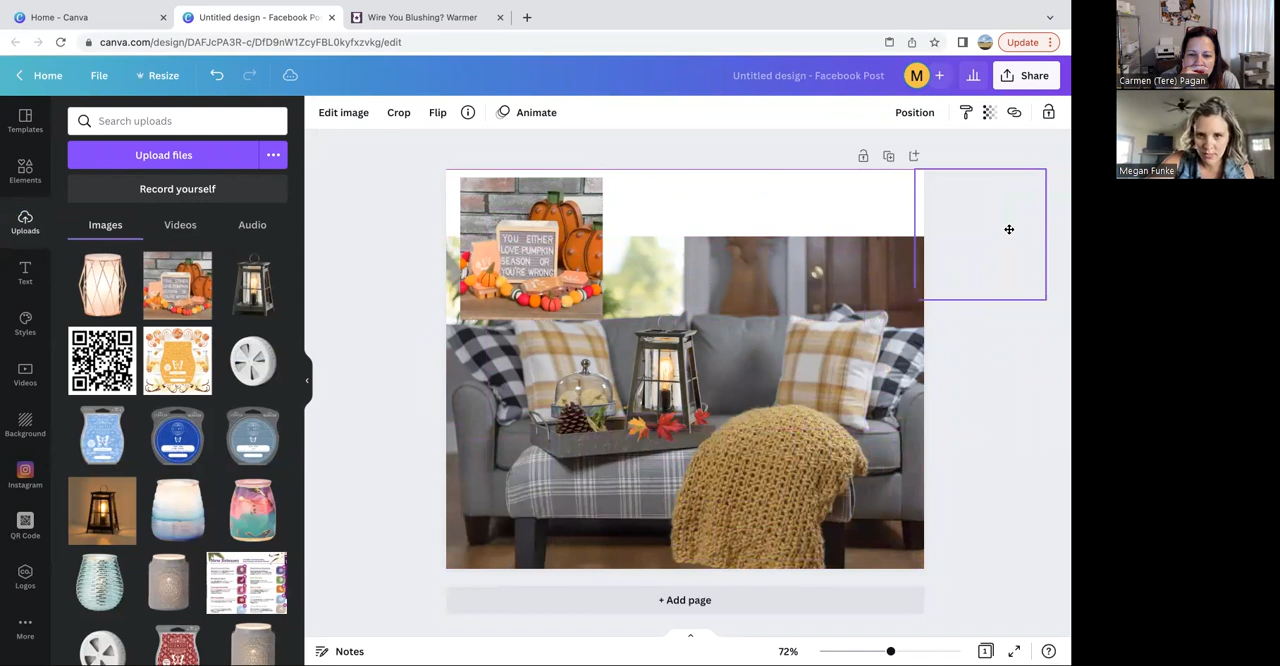 Home - Canva
Untitled design - Facebook Po
Wire You Blushing? Warmer
canva.com/design/DAFJcPA3R-c/DfD9nW1ZcyFBL0kyfxzvkg/edit
Update
Home
File
Resize
Untitled design - Facebook Post
M
Share
Templates
Elements
Uploads
Text
Styles
Videos
Background
Instagram
QR Code
CO.
Logos
More
Search uploads
Upload files
Record yourself
Images
Videos
Audio
Edit image
Crop
Flip
Animate
Position
YOU EITHER
LOVE PUMPKIN
SEASON OR
YOU'RE WRONG
+ Add page
Notes
72%
1
Carmen (Tere) Pagan
Megan Funke